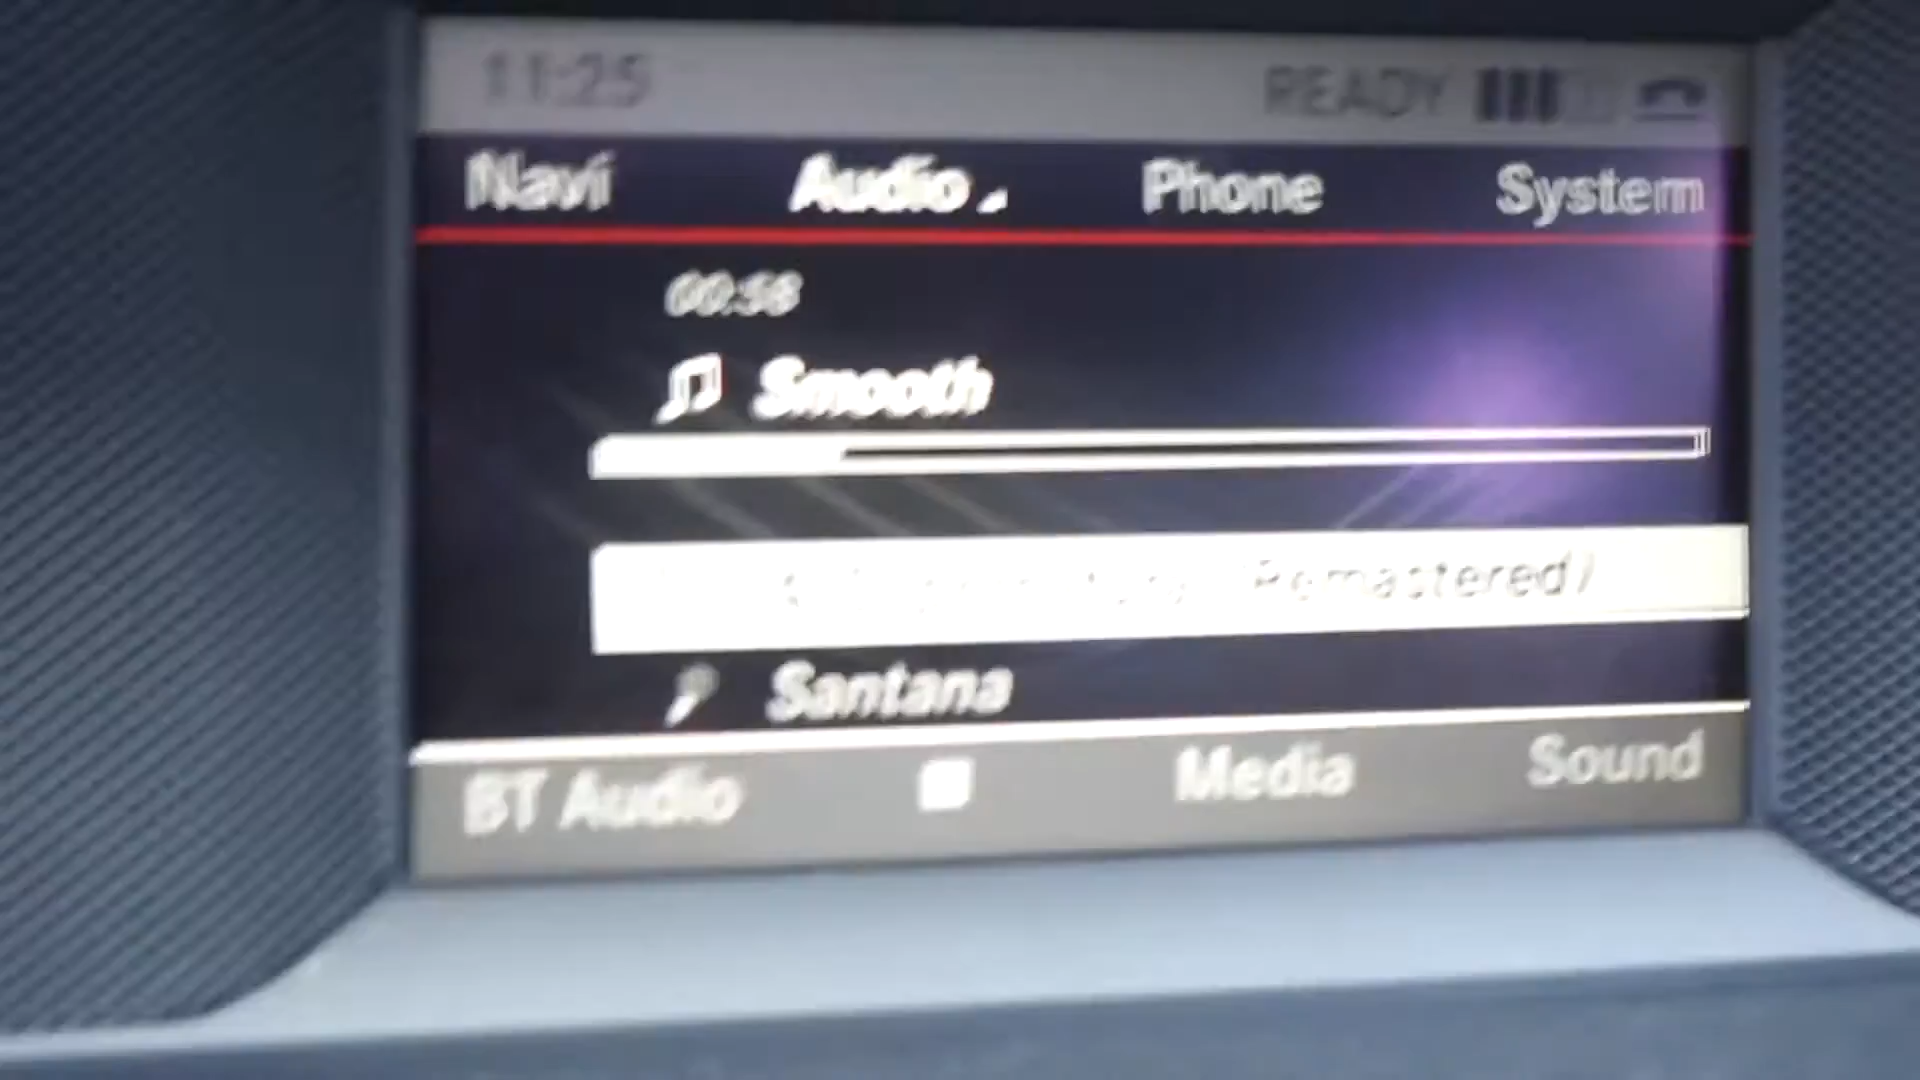 11:25 READY
Navi Audio Phone System
00:58
Smooth
(Remastered)
Santana
BT Audio Media Sound